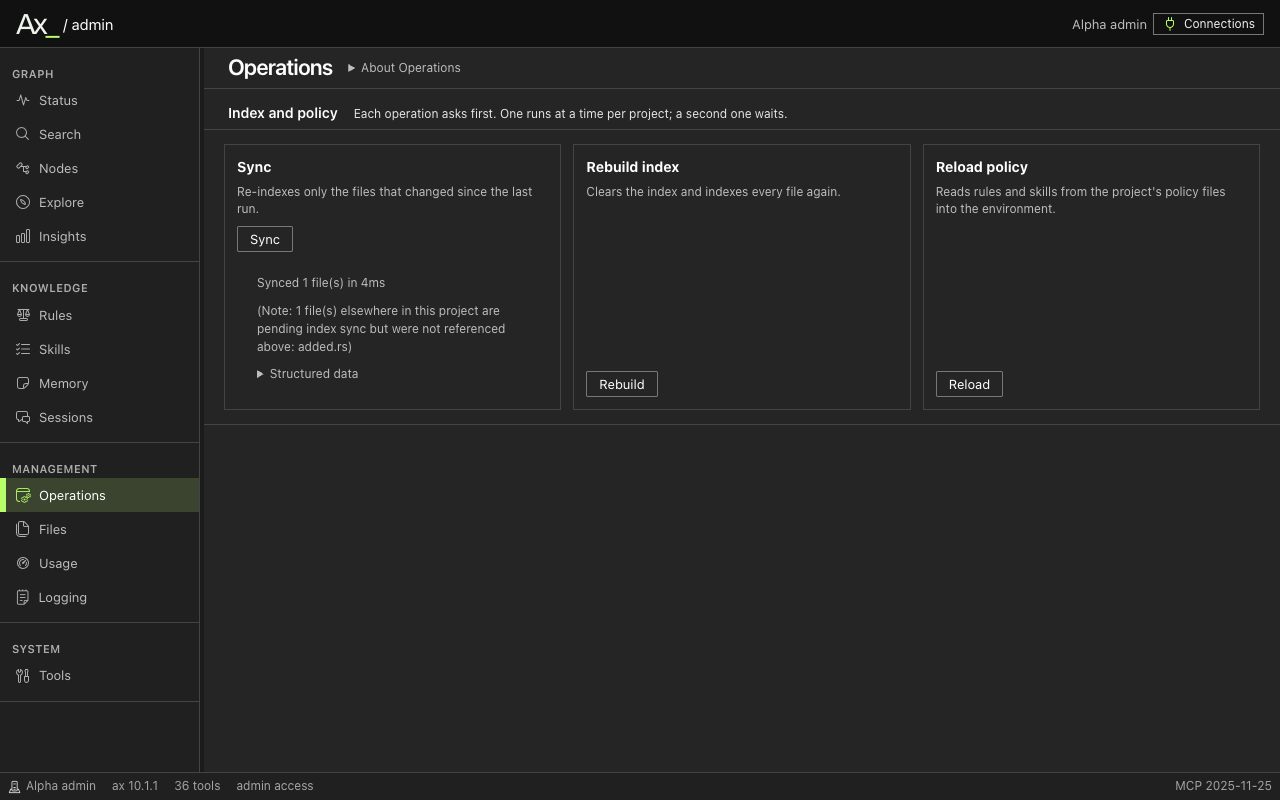 Ax_ / admin
Alpha admin
Connections
GRAPH
Status
Search
Nodes
Explore
Insights
KNOWLEDGE
Rules
Skills
Memory
Sessions
MANAGEMENT
Operations
Files
Usage
Logging
SYSTEM
Tools
Operations
About Operations
Index and policy
Each operation asks first. One runs at a time per project; a second one waits.
Sync
Re-indexes only the files that changed since the last
run.
Sync
Synced 1 file(s) in 4ms
(Note: 1 file(s) elsewhere in this project are
pending index sync but were not referenced
above: added.rs)
Structured data
Rebuild index
Clears the index and indexes every file again.
Rebuild
Reload policy
Reads rules and skills from the project's policy files
into the environment.
Reload
Alpha admin
ax 10.1.1
36 tools
admin access
MCP 2025-11-25